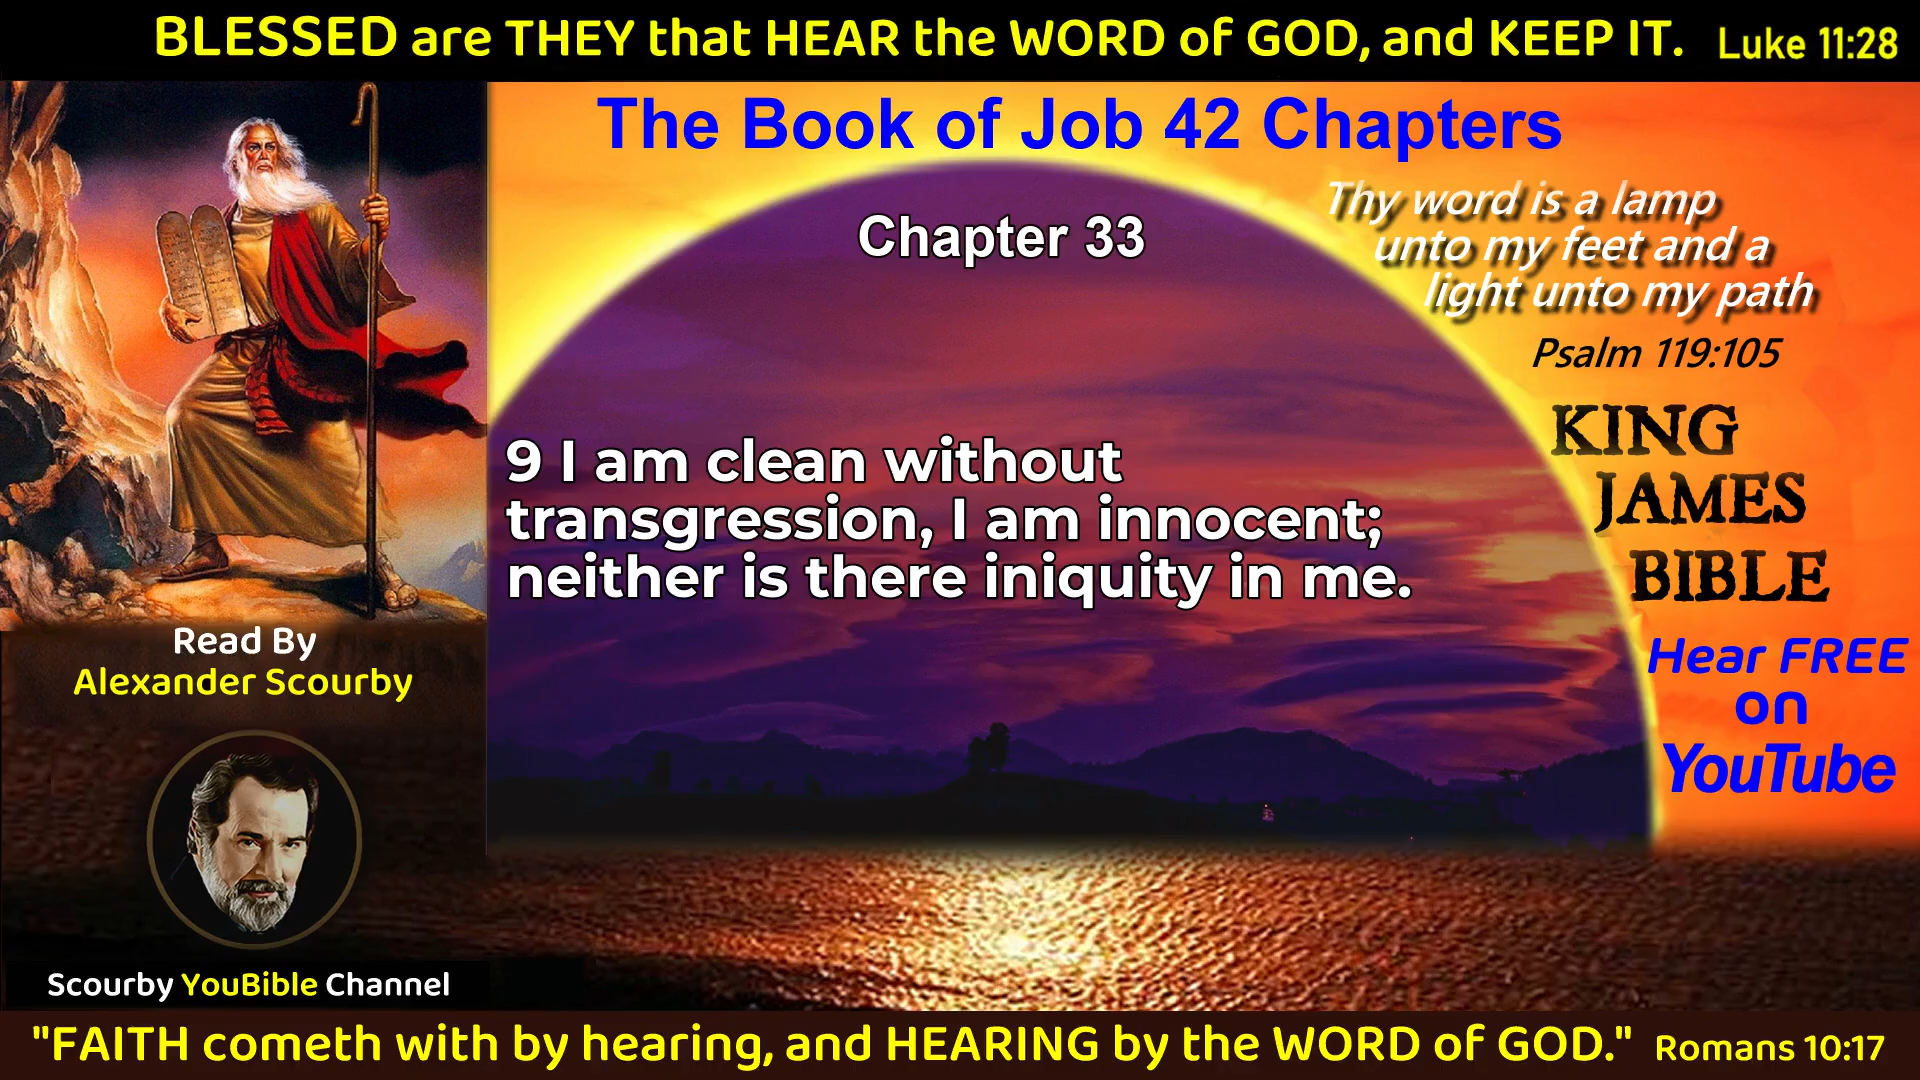 BLESSED are THEY that HEAR the WORD of GOD, and KEEP IT. Luke 11:28
The Book of Job 42 Chapters
Chapter 33
Thy word is a lamp
unto my feet and a
light unto my path
Psalm 119:105
KING
JAMES
BIBLE
9 I am clean without
transgression, I am innocent;
neither is there iniquity in me.
Hear FREE
on
YouTube
Read By
Alexander Scourby
Scourby YouBible Channel
"FAITH cometh with by hearing, and HEARING by the WORD of GOD." Romans 10:17